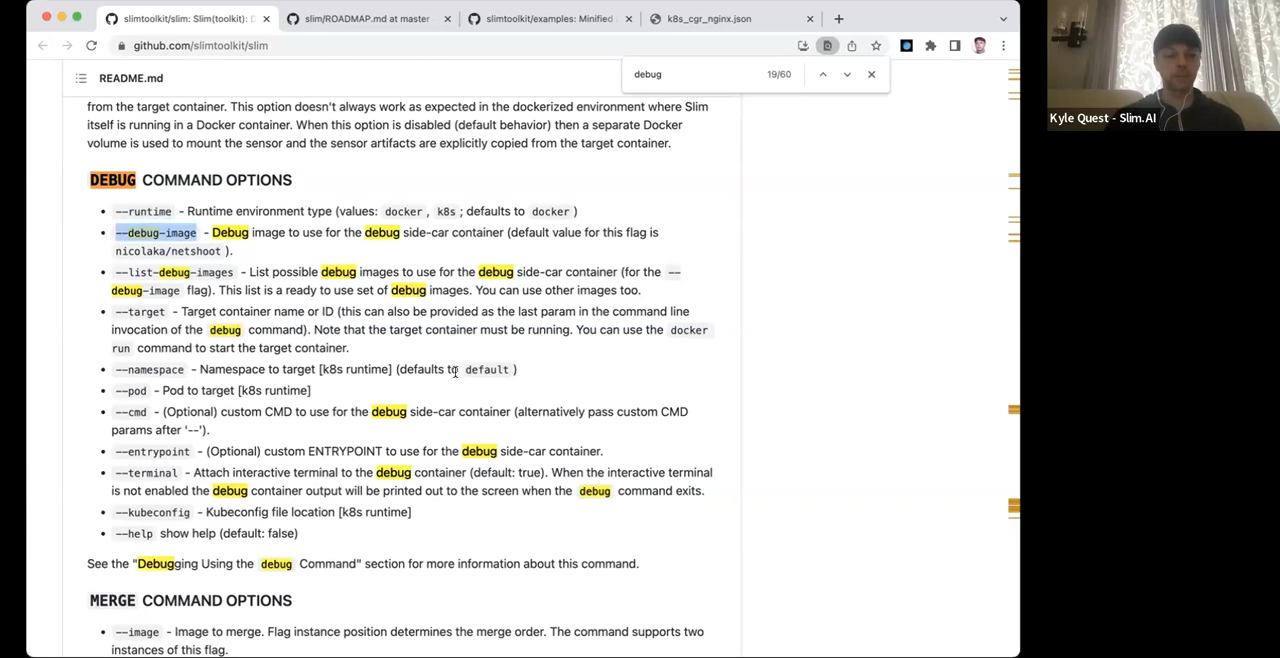 slimtoolkit/slim: Slim(toolkit): D
slim/ROADMAP.md at master
slimtoolkit/examples: Minified
k8s_cgr_nginx.json
github.com/slimtoolkit/slim
debug
19/60
README.md
Kyle Quest - Slim.AI
from the target container. This option doesn't always work as expected in the dockerized environment where Slim
itself is running in a Docker container. When this option is disabled (default behavior) then a separate Docker
volume is used to mount the sensor and the sensor artifacts are explicitly copied from the target container.
DEBUG COMMAND OPTIONS
• --runtime - Runtime environment type (values: docker, k8s; defaults to docker)
• --debug-image - Debug image to use for the debug side-car container (default value for this flag is
nicolaka/netshoot ).
• --list-debug-images - List possible debug images to use for the debug side-car container (for the --
debug-image flag). This list is a ready to use set of debug images. You can use other images too.
• --target - Target container name or ID (this can also be provided as the last param in the command line
invocation of the debug command). Note that the target container must be running. You can use the docker
run command to start the target container.
• --namespace - Namespace to target [k8s runtime] (defaults to default )
• --pod - Pod to target [k8s runtime]
• --cmd - (Optional) custom CMD to use for the debug side-car container (alternatively pass custom CMD
params after '--').
• --entrypoint - (Optional) custom ENTRYPOINT to use for the debug side-car container.
• --terminal - Attach interactive terminal to the debug container (default: true). When the interactive terminal
is not enabled the debug container output will be printed out to the screen when the debug command exits.
• --kubeconfig - Kubeconfig file location [k8s runtime]
• --help show help (default: false)
See the "Debugging Using the debug Command" section for more information about this command.
MERGE COMMAND OPTIONS
• --image - Image to merge. Flag instance position determines the merge order. The command supports two
instances of this flag.